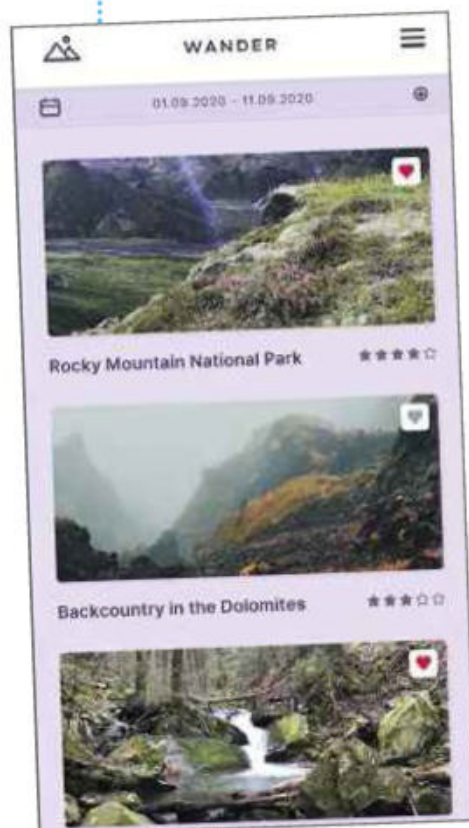 WANDER
01.09.2020 - 11.09.2020
Rocky Mountain National Park
Backcountry in the Dolomites